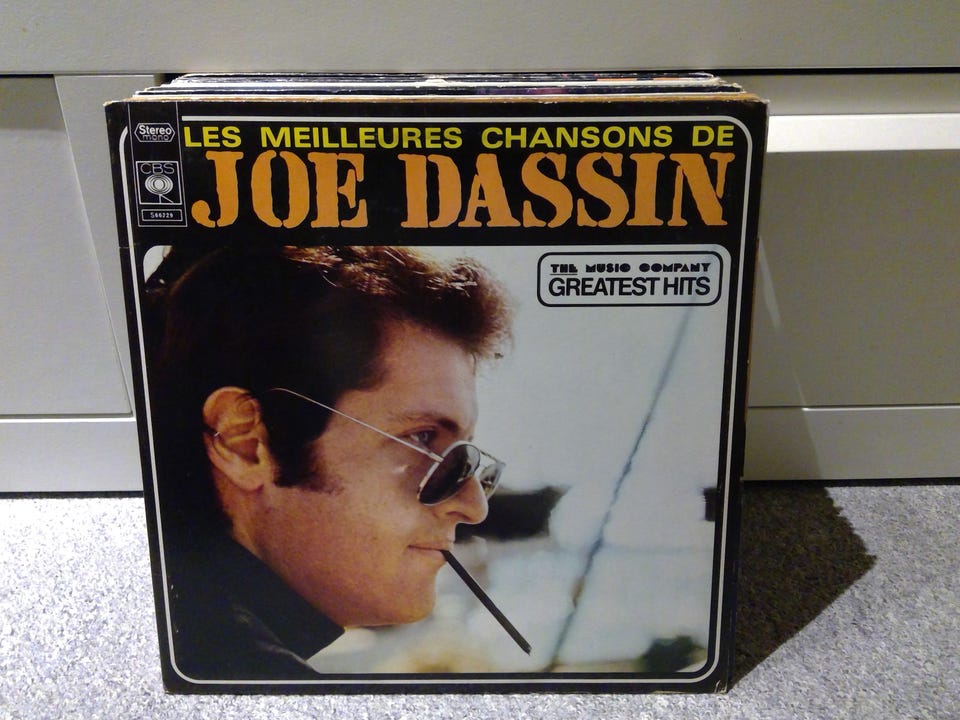 Stereo
mono
CBS
S66229
LES MEILLEURES CHANSONS DE
JOE DASSIN
THE MUSIC COMPANY
GREATEST HITS